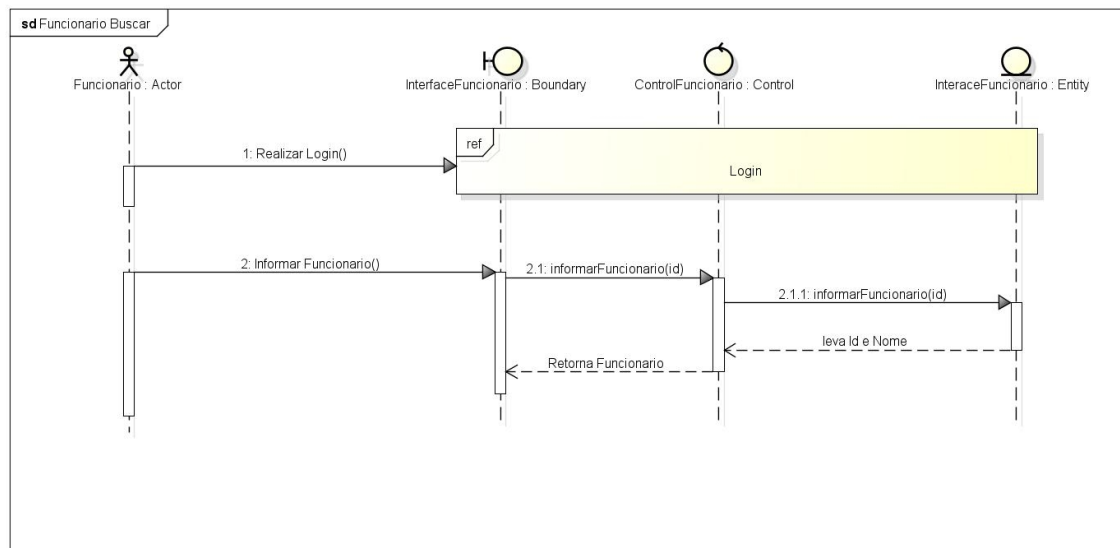 sd Funcionario Buscar
Funcionario : Actor
InterfaceFuncionario : Boundary
ControlFuncionario : Control
InteraceFuncionario : Entity
ref
1: Realizar Login()
Login
2: Informar Funcionario()
2.1: informarFuncionario(id)
2.1.1: informarFuncionario(id)
leva Id e Nome
Retorna Funcionario